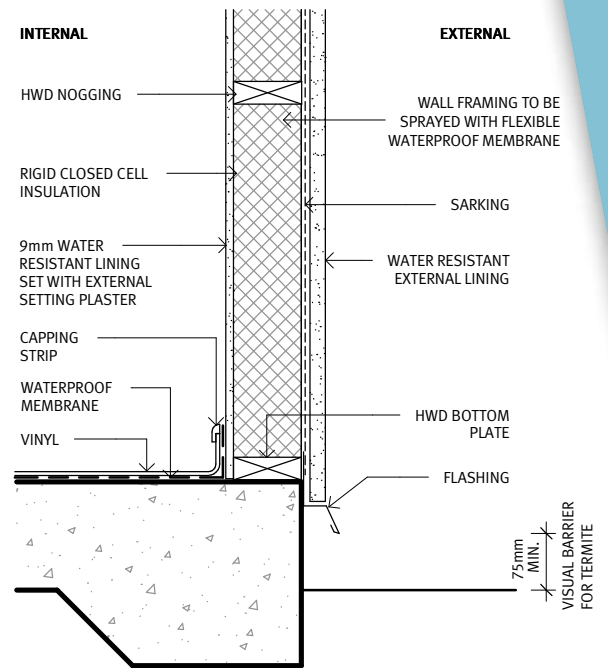 INTERNAL
EXTERNAL
HWD NOGGING
RIGID CLOSED CELL
INSULATION
9mm WATER
RESISTANT LINING
SET WITH EXTERNAL
SETTING PLASTER
CAPPING
STRIP
WATERPROOF
MEMBRANE
VINYL
WALL FRAMING TO BE
SPRAYED WITH FLEXIBLE
WATERPROOF MEMBRANE
SARKING
WATER RESISTANT
EXTERNAL LINING
HWD BOTTOM
PLATE
FLASHING
75mm
MIN.
VISUAL BARRIER
FOR TERMITE